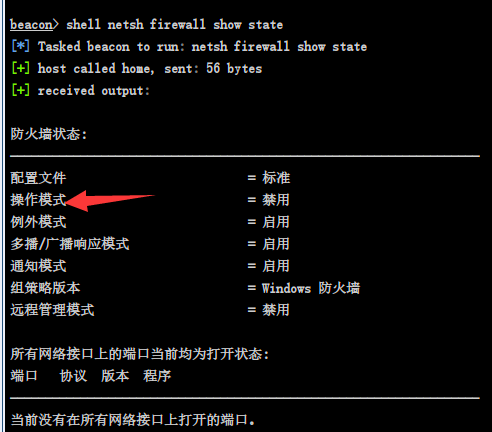 beacon> shell netsh firewall show state
[*] Tasked beacon to run: netsh firewall show state
[+] host called home, sent: 56 bytes
[+] received output:
防火墙状态:
配置文件 = 标准
操作模式 = 禁用
例外模式 = 启用
多播/广播响应模式 = 启用
通知模式 = 启用
组策略版本 = Windows 防火墙
远程管理模式 = 禁用
所有网络接口上的端口当前均为打开状态:
端口 协议 版本 程序
当前没有在所有网络接口上打开的端口。